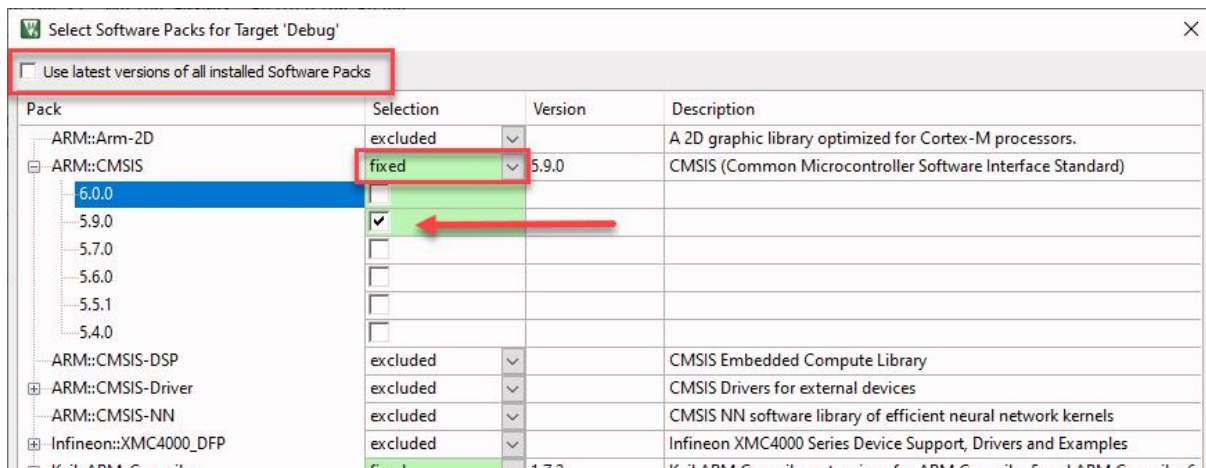 Select Software Packs for Target 'Debug'
Use latest versions of all installed Software Packs
Pack Selection Version Description
ARM::Arm-2D excluded A 2D graphic library optimized for Cortex-M processors.
ARM::CMSIS fixed 5.9.0 CMSIS (Common Microcontroller Software Interface Standard)
6.0.0
5.9.0
5.7.0
5.6.0
5.5.1
5.4.0
ARM::CMSIS-DSP excluded CMSIS Embedded Compute Library
ARM::CMSIS-Driver excluded CMSIS Drivers for external devices
ARM::CMSIS-NN excluded CMSIS NN software library of efficient neural network kernels
Infineon::XMC4000_DFP excluded Infineon XMC4000 Series Device Support, Drivers and Examples